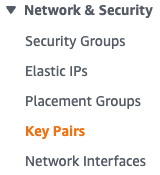 Network & Security
Security Groups
Elastic IPs
Placement Groups
Key Pairs
Network Interfaces